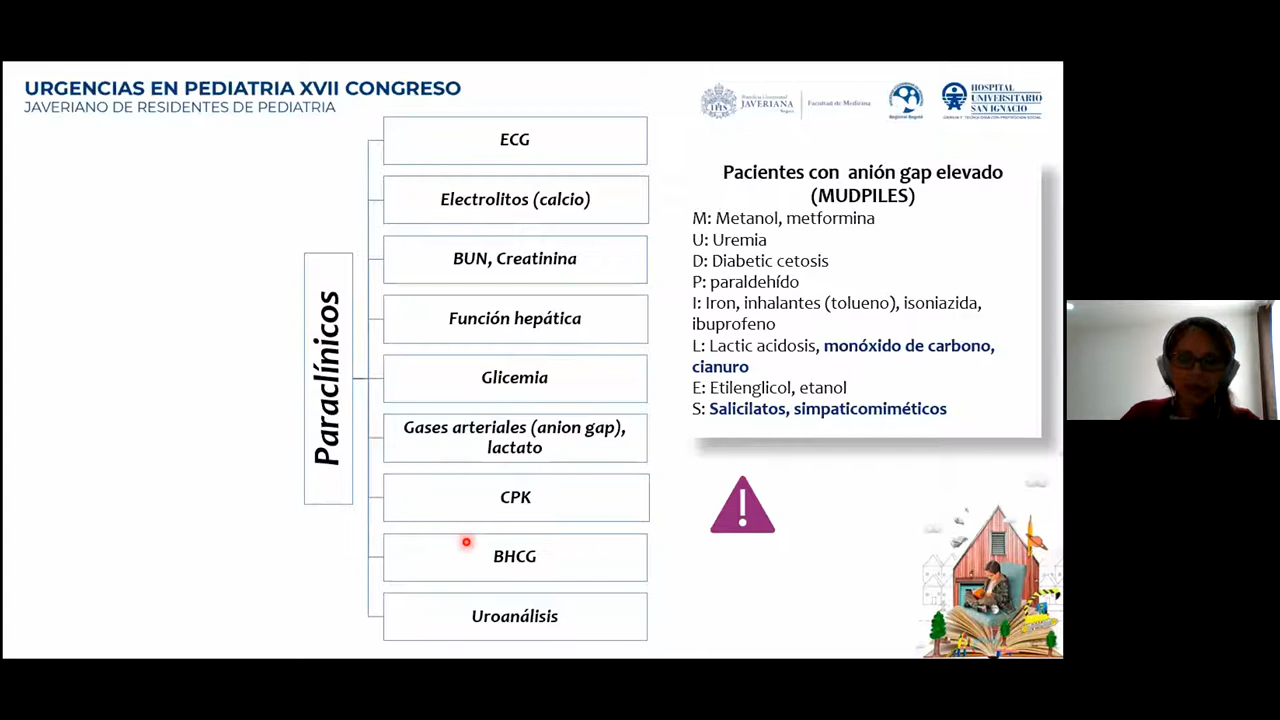 URGENCIAS EN PEDIATRIA XVII CONGRESO
JAVERIANO DE RESIDENTES DE PEDIATRIA
JAVERIANA
Bogotá
Facultad de Medicina
Regional Bogotá
HOSPITAL
UNIVERSITARIO
SAN IGNACIO
Paraclínicos
ECG
Electrolitos (calcio)
BUN, Creatinina
Función hepática
Glicemia
Gases arteriales (anion gap),
lactato
CPK
BHCG
Uroanálisis
Pacientes con anión gap elevado
(MUDPILES)
M: Metanol, metformina
U: Uremia
D: Diabetic cetosis
P: paraldehído
I: Iron, inhalantes (tolueno), isoniazida,
ibuprofeno
L: Lactic acidosis, monóxido de carbono,
cianuro
E: Etilenglicol, etanol
S: Salicilatos, simpaticomiméticos